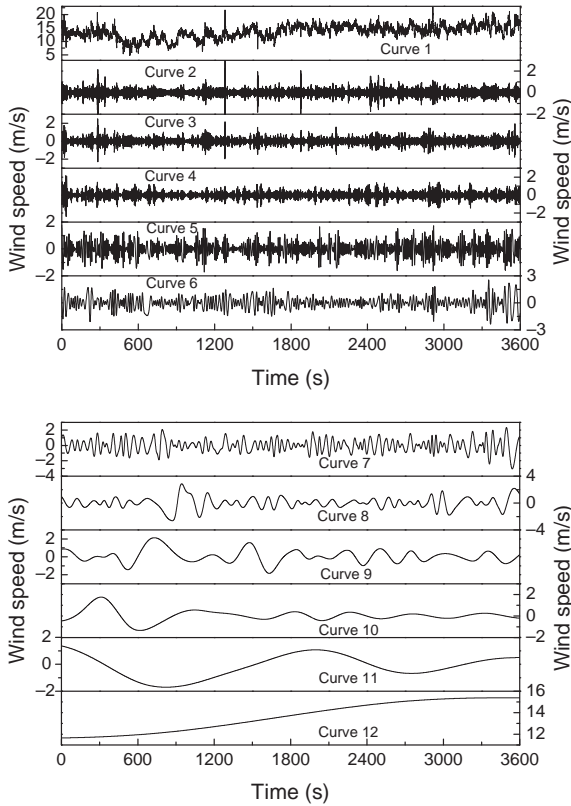 20
15
10
5
Curve 1
Curve 2
2
0
−2
2
0
−2
Curve 3
Curve 4
2
0
−2
2
0
−2
Curve 5
Curve 6
3
0
−3
0
600
1200
1800
2400
3000
3600
Time (s)
Wind speed (m/s)
Wind speed (m/s)
2
0
−2
−4
Curve 7
4
0
−4
Curve 8
2
0
−2
Curve 9
2
0
−2
Curve 10
2
0
−2
Curve 11
16
14
12
Curve 12
0
600
1200
1800
2400
3000
3600
Time (s)
Wind speed (m/s)
Wind speed (m/s)